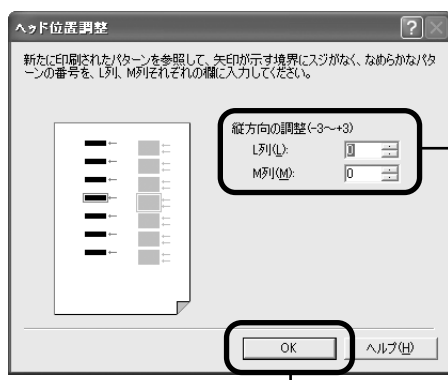 ヘッド位置調整
新たに印刷されたパターンを参照して、矢印が示す境界にスジがなく、なめらかなパタ
ーンの番号を、L列、M列それぞれの欄に入力してください。
縦方向の調整(-3～+3)
L列(L): 0
M列(M): 0
OK
ヘルプ(H)